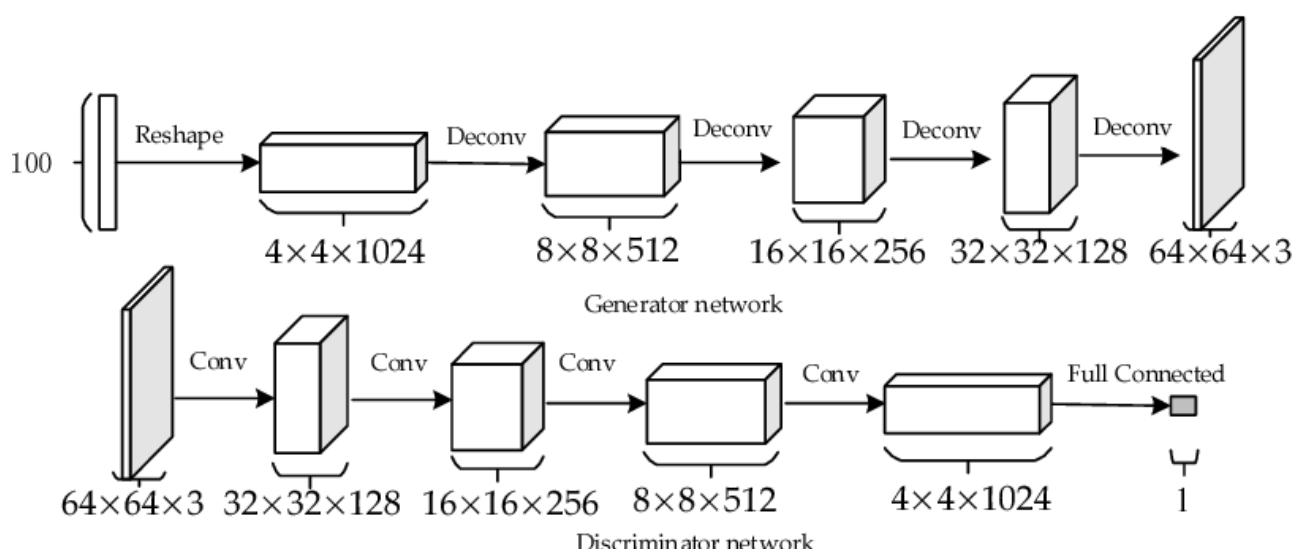 Reshape
Deconv
Deconv
Deconv
Deconv
100
4×4×1024
8×8×512
16×16×256
32×32×128
64×64×3
Generator network
Conv
Conv
Conv
Conv
Full Connected
64×64×3
32×32×128
16×16×256
8×8×512
4×4×1024
1
Discriminator network